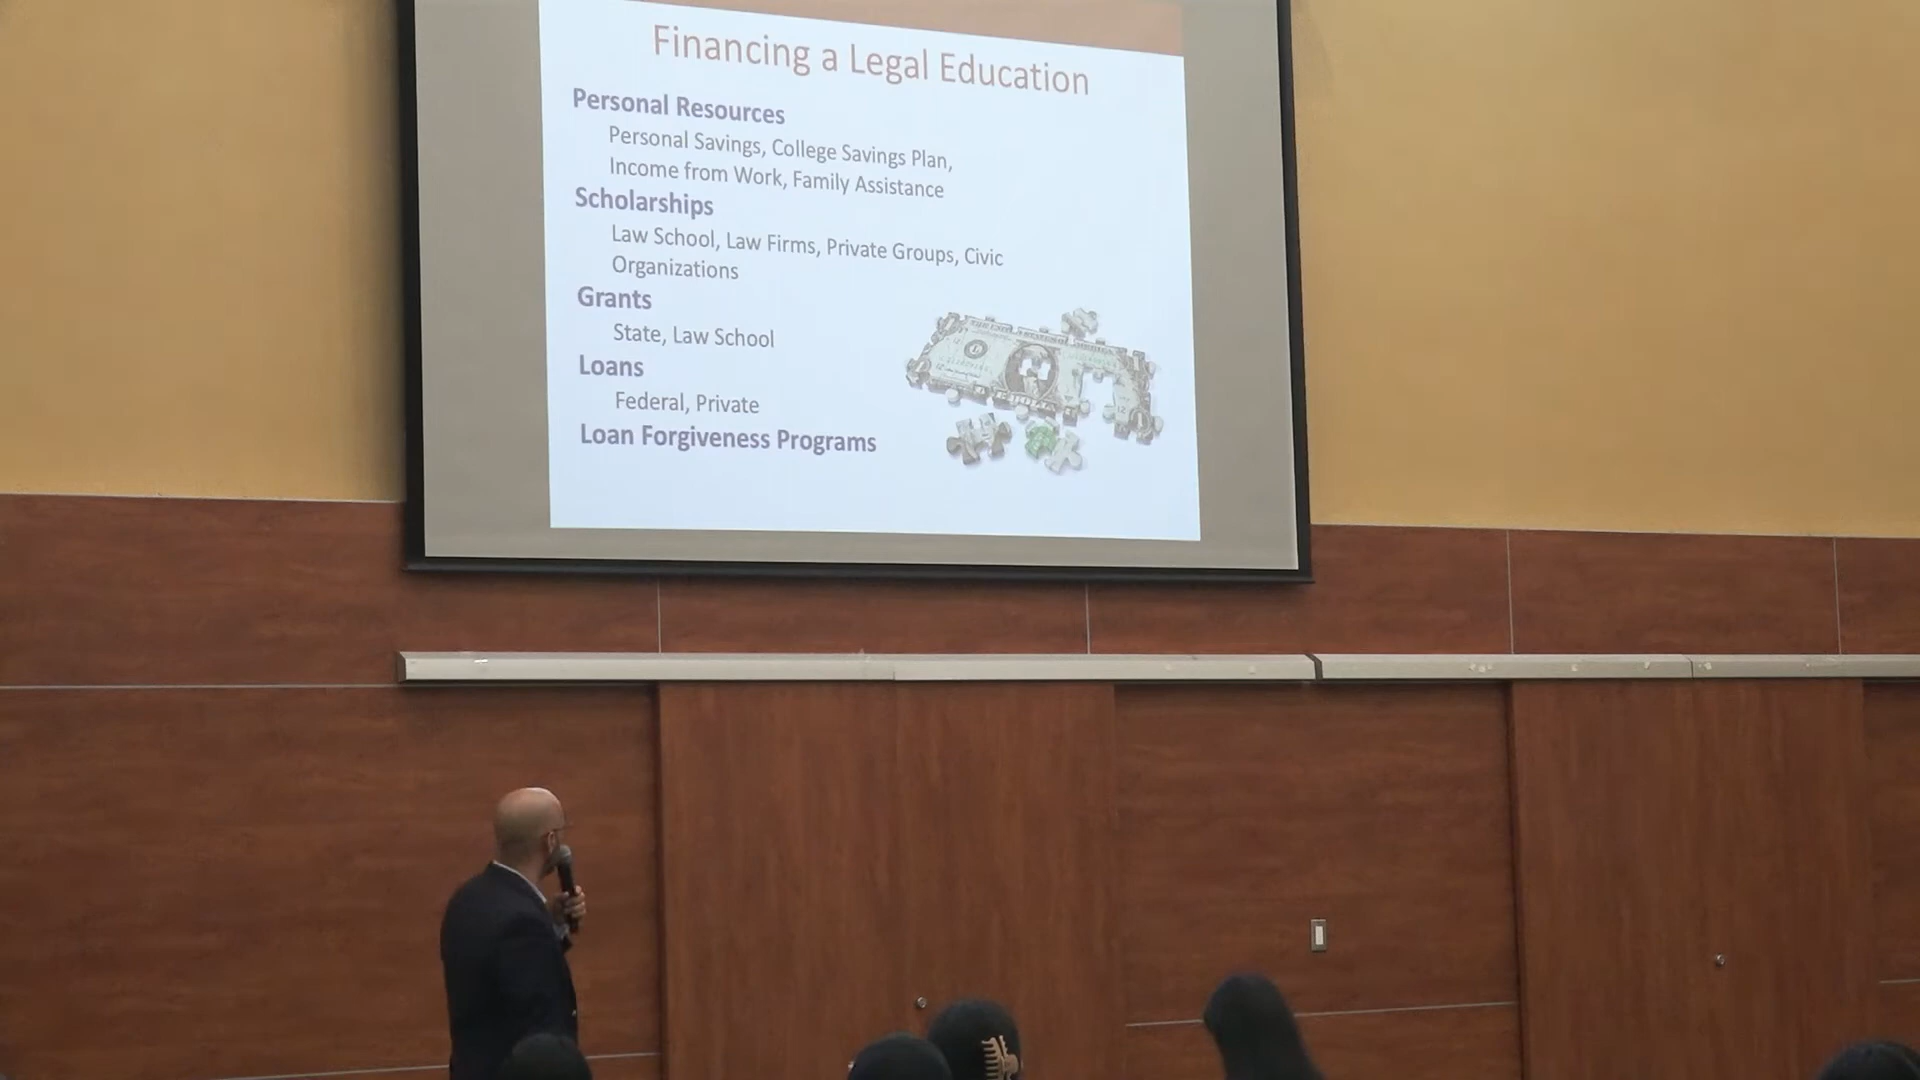 Financing a Legal Education
Personal Resources
Personal Savings, College Savings Plan,
Income from Work, Family Assistance
Scholarships
Law School, Law Firms, Private Groups, Civic
Organizations
Grants
State, Law School
Loans
Federal, Private
Loan Forgiveness Programs